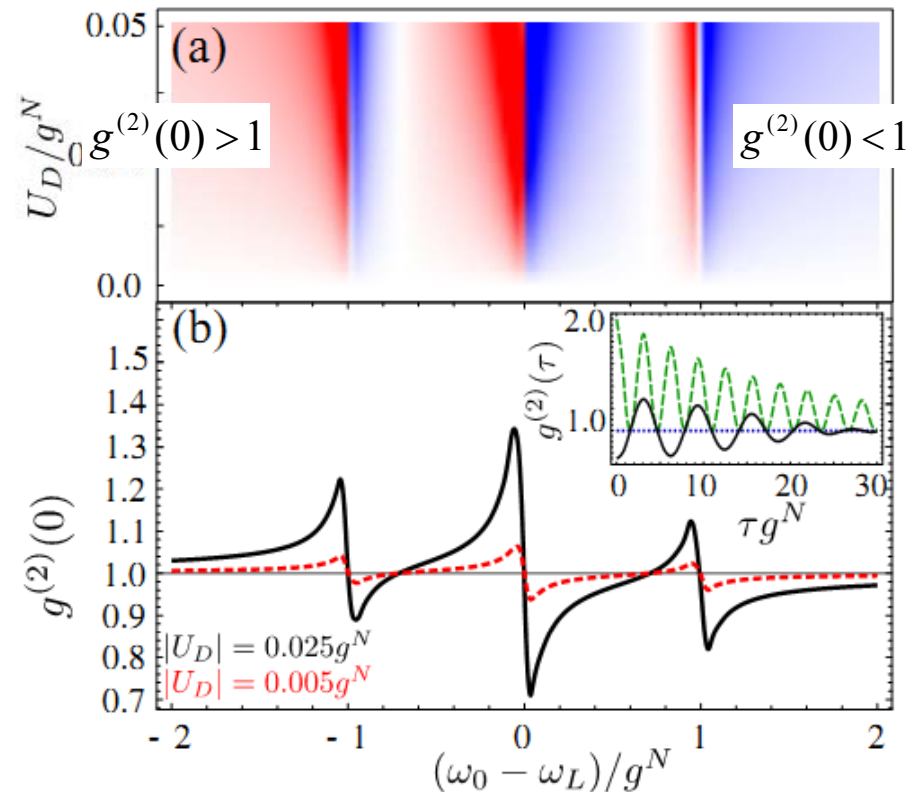 0.05
(a)
U_D/g^N
0
g^(2)(0) > 1
g^(2)(0) < 1
0.0
(b)
1.5
1.4
1.3
1.2
1.1
1.0
0.9
0.8
0.7
g^(2)(0)
|U_D| = 0.025g^N
|U_D| = 0.005g^N
2.0
1.0
g^(2)(τ)
0 10 20 30
τg^N
- 2 - 1 0 1 2
(ω_0 − ω_L)/g^N